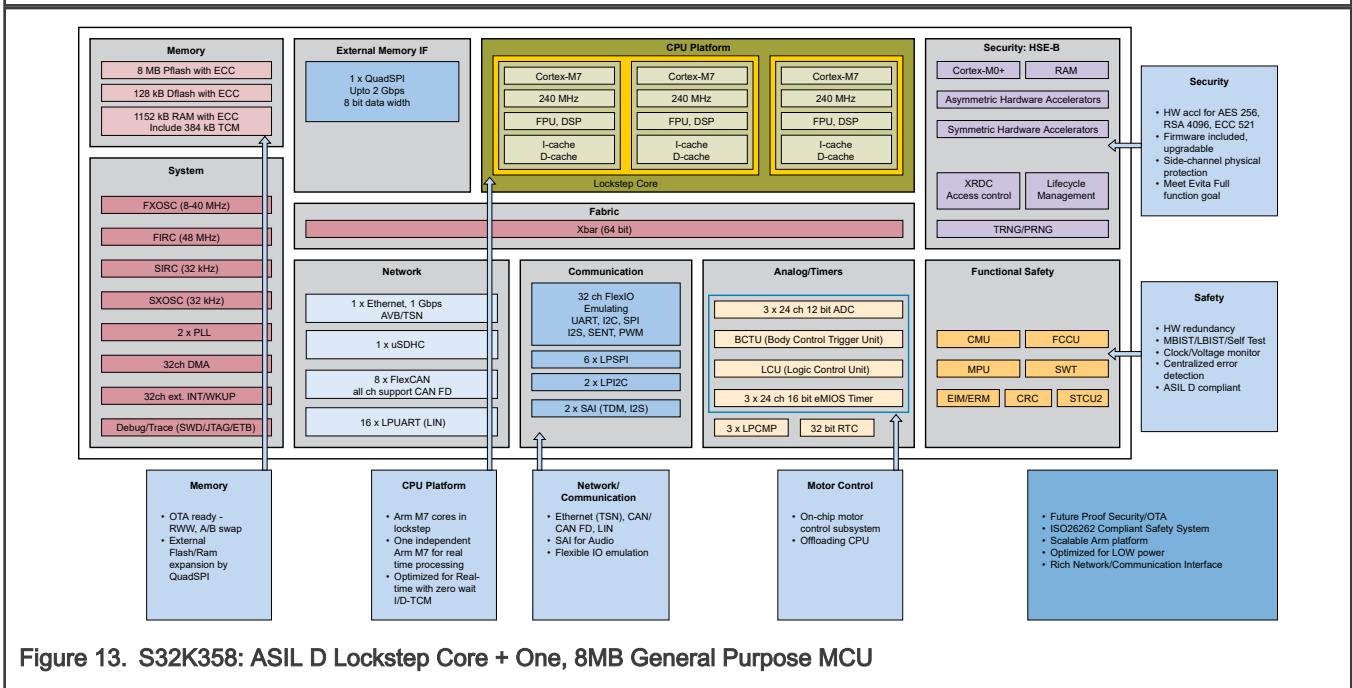 Memory
8 MB Pflash with ECC
128 kB Dflash with ECC
1152 kB RAM with ECC
Include 384 kB TCM
External Memory IF
1 x QuadSPI
Upto 2 Gbps
8 bit data width
CPU Platform
Cortex-M7
240 MHz
FPU, DSP
I-cache
D-cache
Cortex-M7
240 MHz
FPU, DSP
I-cache
D-cache
Cortex-M7
240 MHz
FPU, DSP
I-cache
D-cache
Lockstep Core
Security: HSE-B
Cortex-M0+
RAM
Asymmetric Hardware Accelerators
Symmetric Hardware Accelerators
XRDC
Access control
Lifecycle
Management
TRNG/PRNG
Security
• HW accl for AES 256,
RSA 4096, ECC 521
• Firmware included,
upgradable
• Side-channel physical
protection
• Meet Evita Full
function goal
System
FXOSC (8-40 MHz)
FIRC (48 MHz)
SIRC (32 kHz)
SXOSC (32 kHz)
2 x PLL
32ch DMA
32ch ext. INT/WKUP
Debug/Trace (SWD/JTAG/ETB)
Fabric
Xbar (64 bit)
Network
1 x Ethernet, 1 Gbps
AVB/TSN
1 x uSDHC
8 x FlexCAN
all ch support CAN FD
16 x LPUART (LIN)
Communication
32 ch FlexIO
Emulating
UART, I2C, SPI
I2S, SENT, PWM
6 x LPSPI
2 x LPI2C
2 x SAI (TDM, I2S)
Analog/Timers
3 x 24 ch 12 bit ADC
BCTU (Body Control Trigger Unit)
LCU (Logic Control Unit)
3 x 24 ch 16 bit eMIOS Timer
3 x LPCMP
32 bit RTC
Functional Safety
CMU
FCCU
MPU
SWT
EIM/ERM
CRC
STCU2
Safety
• HW redundancy
• MBIST/LBIST/Self Test
• Clock/Voltage monitor
• Centralized error
detection
• ASIL D compliant
Memory
• OTA ready -
RWW, A/B swap
• External
Flash/Ram
expansion by
QuadSPI
CPU Platform
• Arm M7 cores in
lockstep
• One independent
Arm M7 for real
time processing
• Optimized for Real-
time with zero wait
I/D-TCM
Network/
Communication
• Ethernet (TSN), CAN/
CAN FD, LIN
• SAI for Audio
• Flexible IO emulation
Motor Control
• On-chip motor
control subsystem
• Offloading CPU
• Future Proof Security/OTA
• ISO26262 Compliant Safety System
• Scalable Arm platform
• Optimized for LOW power
• Rich Network/Communication Interface
Figure 13. S32K358: ASIL D Lockstep Core + One, 8MB General Purpose MCU